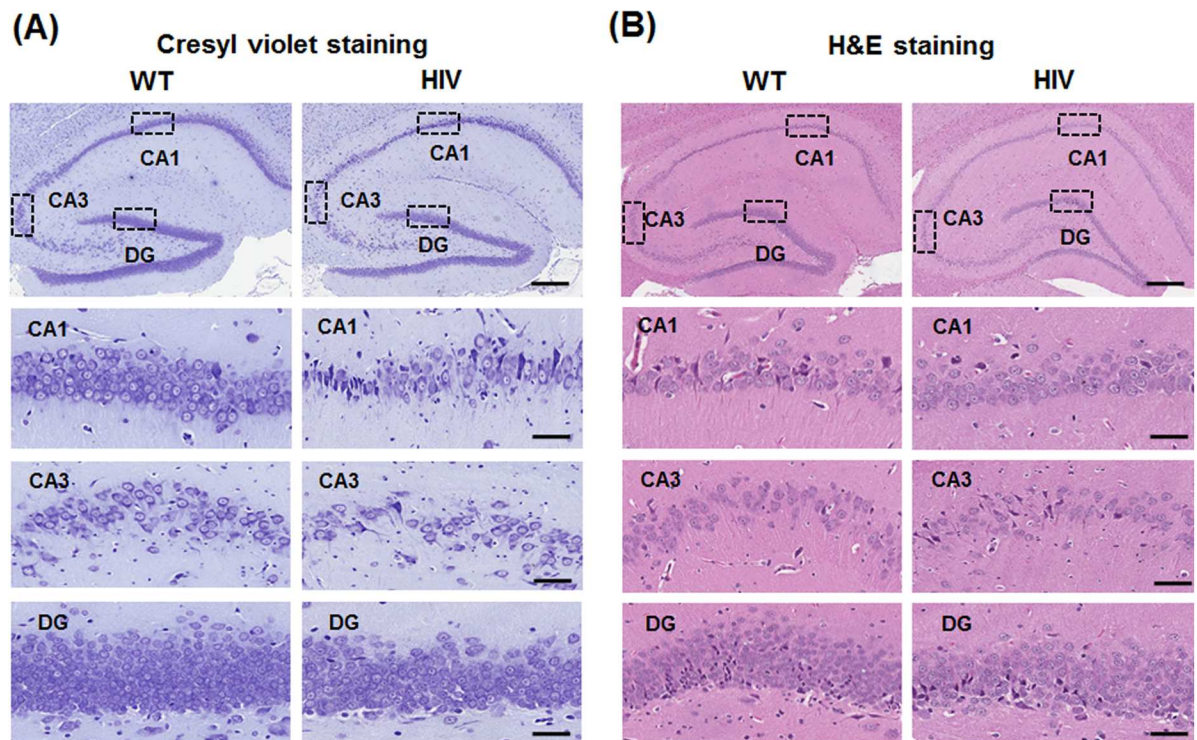 (A)
Cresyl violet staining
WT
HIV
CA1
CA3
DG
CA1
CA3
DG
CA1
CA1
CA3
CA3
DG
DG
(B)
H&E staining
WT
HIV
CA1
CA3
DG
CA1
CA3
DG
CA1
CA1
CA3
CA3
DG
DG